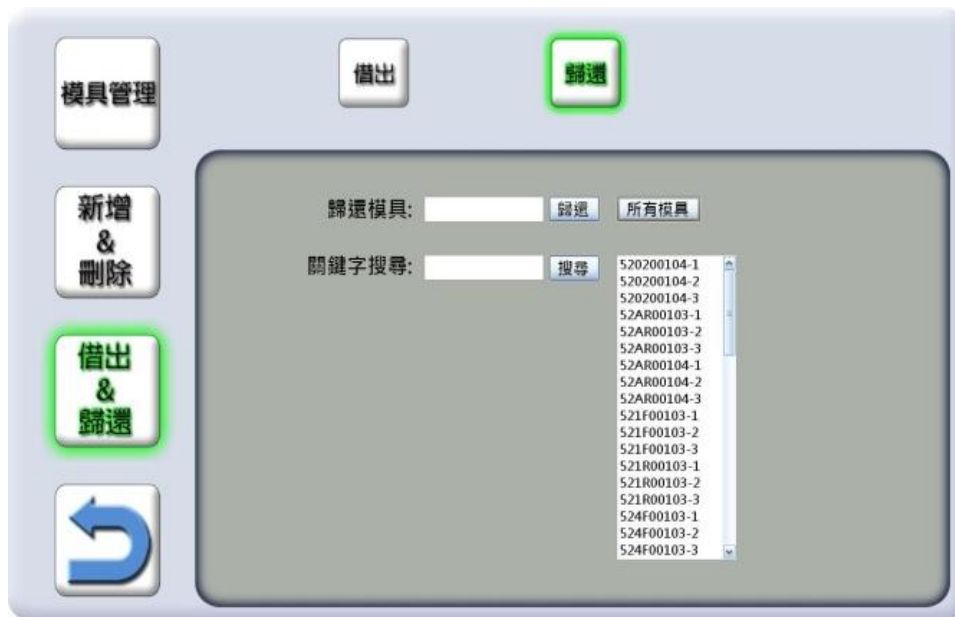 借出
歸還
模具管理
新增
&
刪除
借出
&
歸還
歸還模具:
歸還
所有模具
關鍵字搜尋:
搜尋
520200104-1
520200104-2
520200104-3
52AR00103-1
52AR00103-2
52AR00103-3
52AR00104-1
52AR00104-2
52AR00104-3
521F00103-1
521F00103-2
521F00103-3
521R00103-1
521R00103-2
521R00103-3
524F00103-1
524F00103-2
524F00103-3